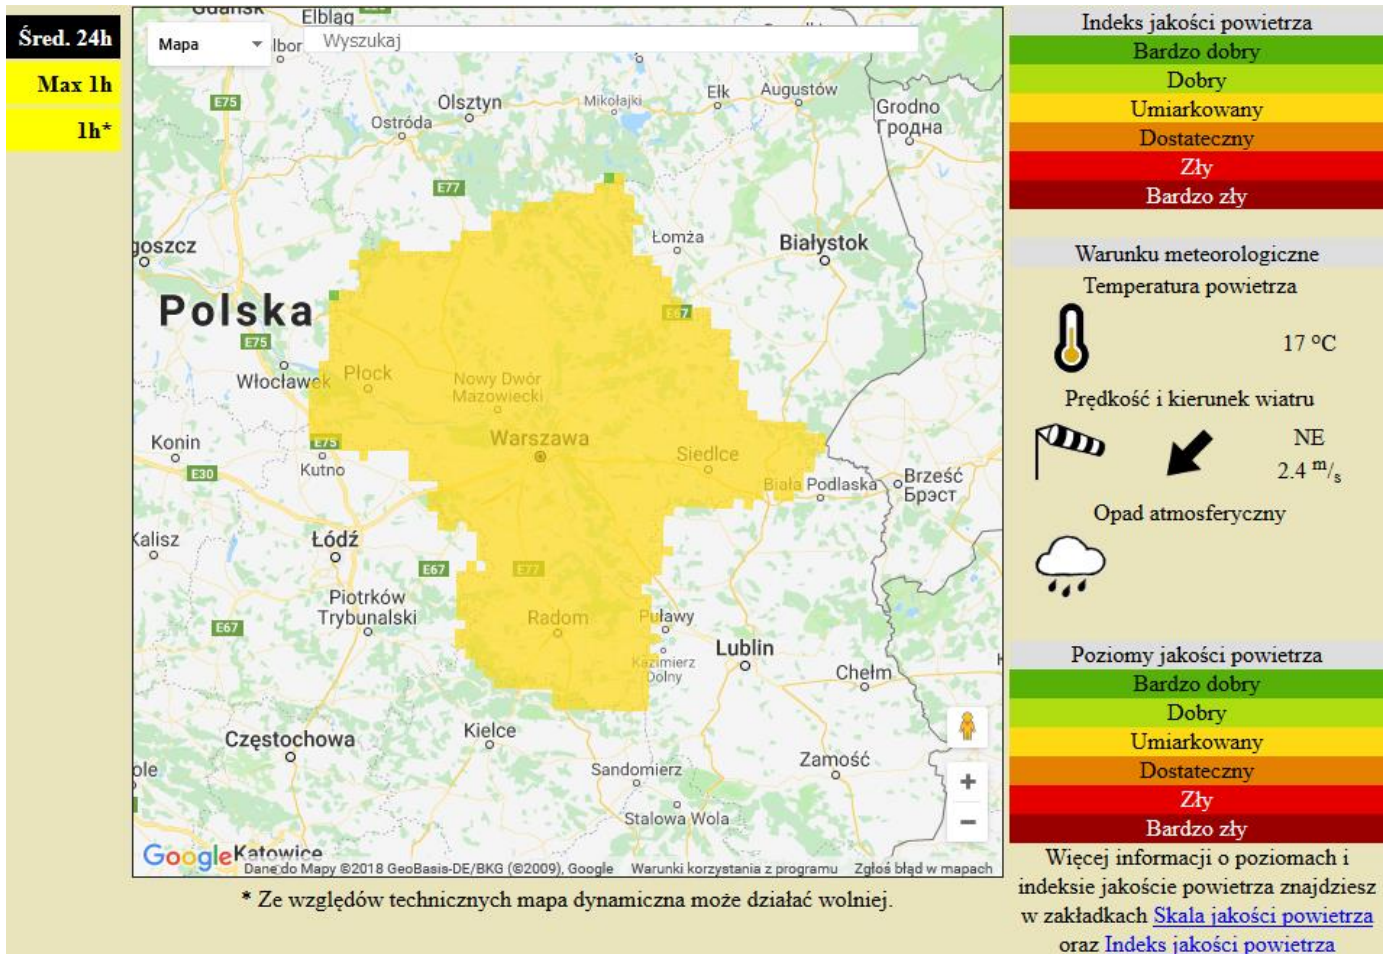 Śred. 24h
Max 1h
1h*
Mapa
Wyszukaj
Elbląg
E75
Olsztyn
Ostróda
Mikołajki
Ełk
Augustów
Grodno
Гродна
E77
Łomża
Białystok
Polska
E75
E67
Włocławek
Płock
Nowy Dwór
Mazowiecki
Konin
E75
Warszawa
Siedlce
E30
Kutno
Biała Podlaska
Brześć
Брэст
Kalisz
Łódź
E67
E77
Piotrków
Trybunalski
E67
Radom
Puławy
Kazimierz
Dolny
Lublin
Chełm
Częstochowa
Kielce
Sandomierz
Zamość
Stalowa Wola
Google
Katowice
Dane do Mapy ©2018 GeoBasis-DE/BKG (©2009), Google Warunki korzystania z programu Zgłoś błąd w mapach
* Ze względów technicznych mapa dynamiczna może działać wolniej.
Indeks jakości powietrza
Bardzo dobry
Dobry
Umiarkowany
Dostateczny
Zły
Bardzo zły
Warunku meteorologiczne
Temperatura powietrza
17 °C
Prędkość i kierunek wiatru
NE
2.4 m/s
Opad atmosferyczny
Poziomy jakości powietrza
Bardzo dobry
Dobry
Umiarkowany
Dostateczny
Zły
Bardzo zły
Więcej informacji o poziomach i
indeksie jakoście powietrza znajdziesz
w zakładkach Skala jakości powietrza
oraz Indeks jakości powietrza